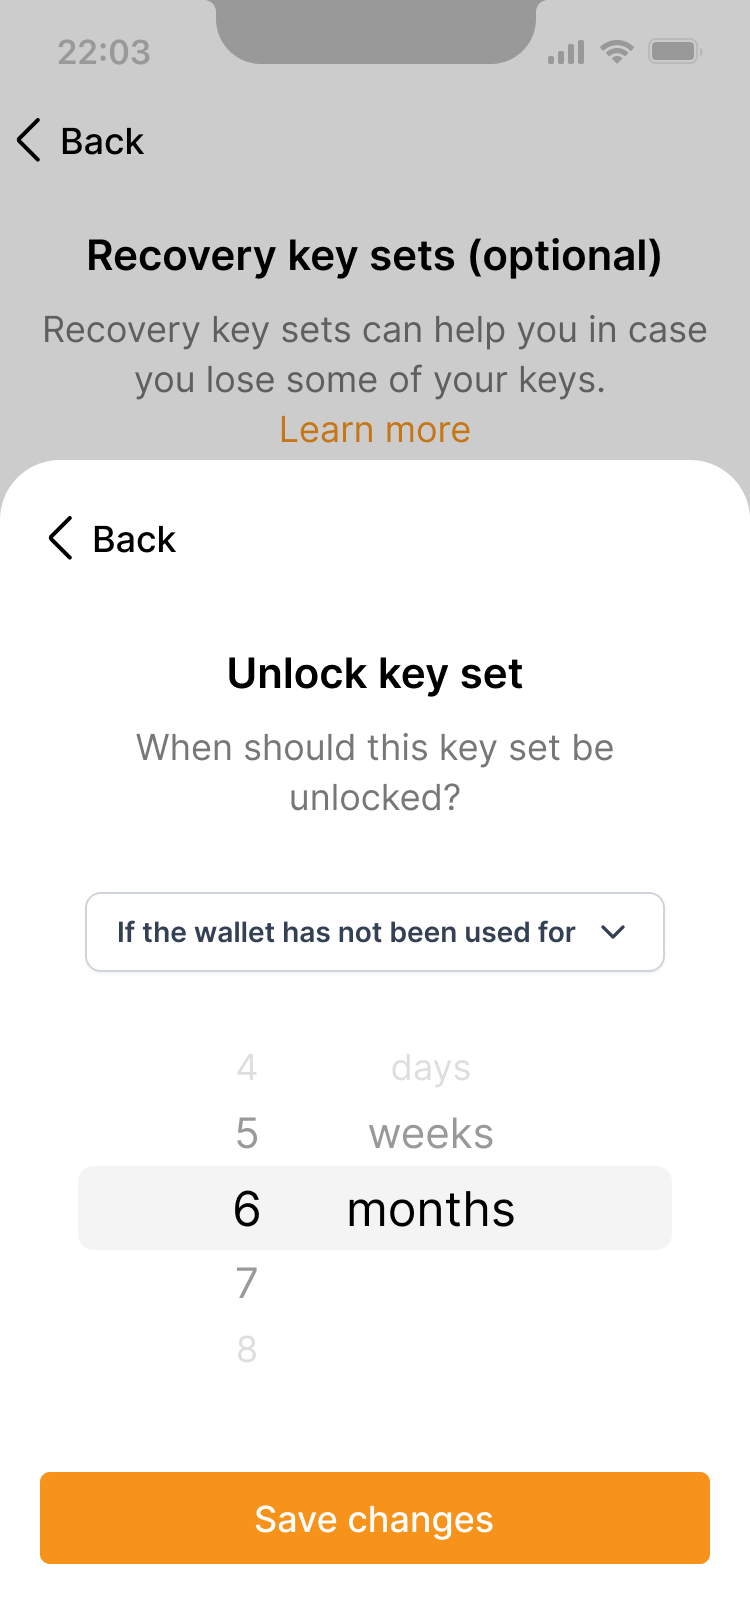 22:03
Back
Recovery key sets (optional)
Recovery key sets can help you in case
you lose some of your keys.
Learn more
Back
Unlock key set
When should this key set be
unlocked?
If the wallet has not been used for
4 days
5 weeks
6 months
7
8
Save changes